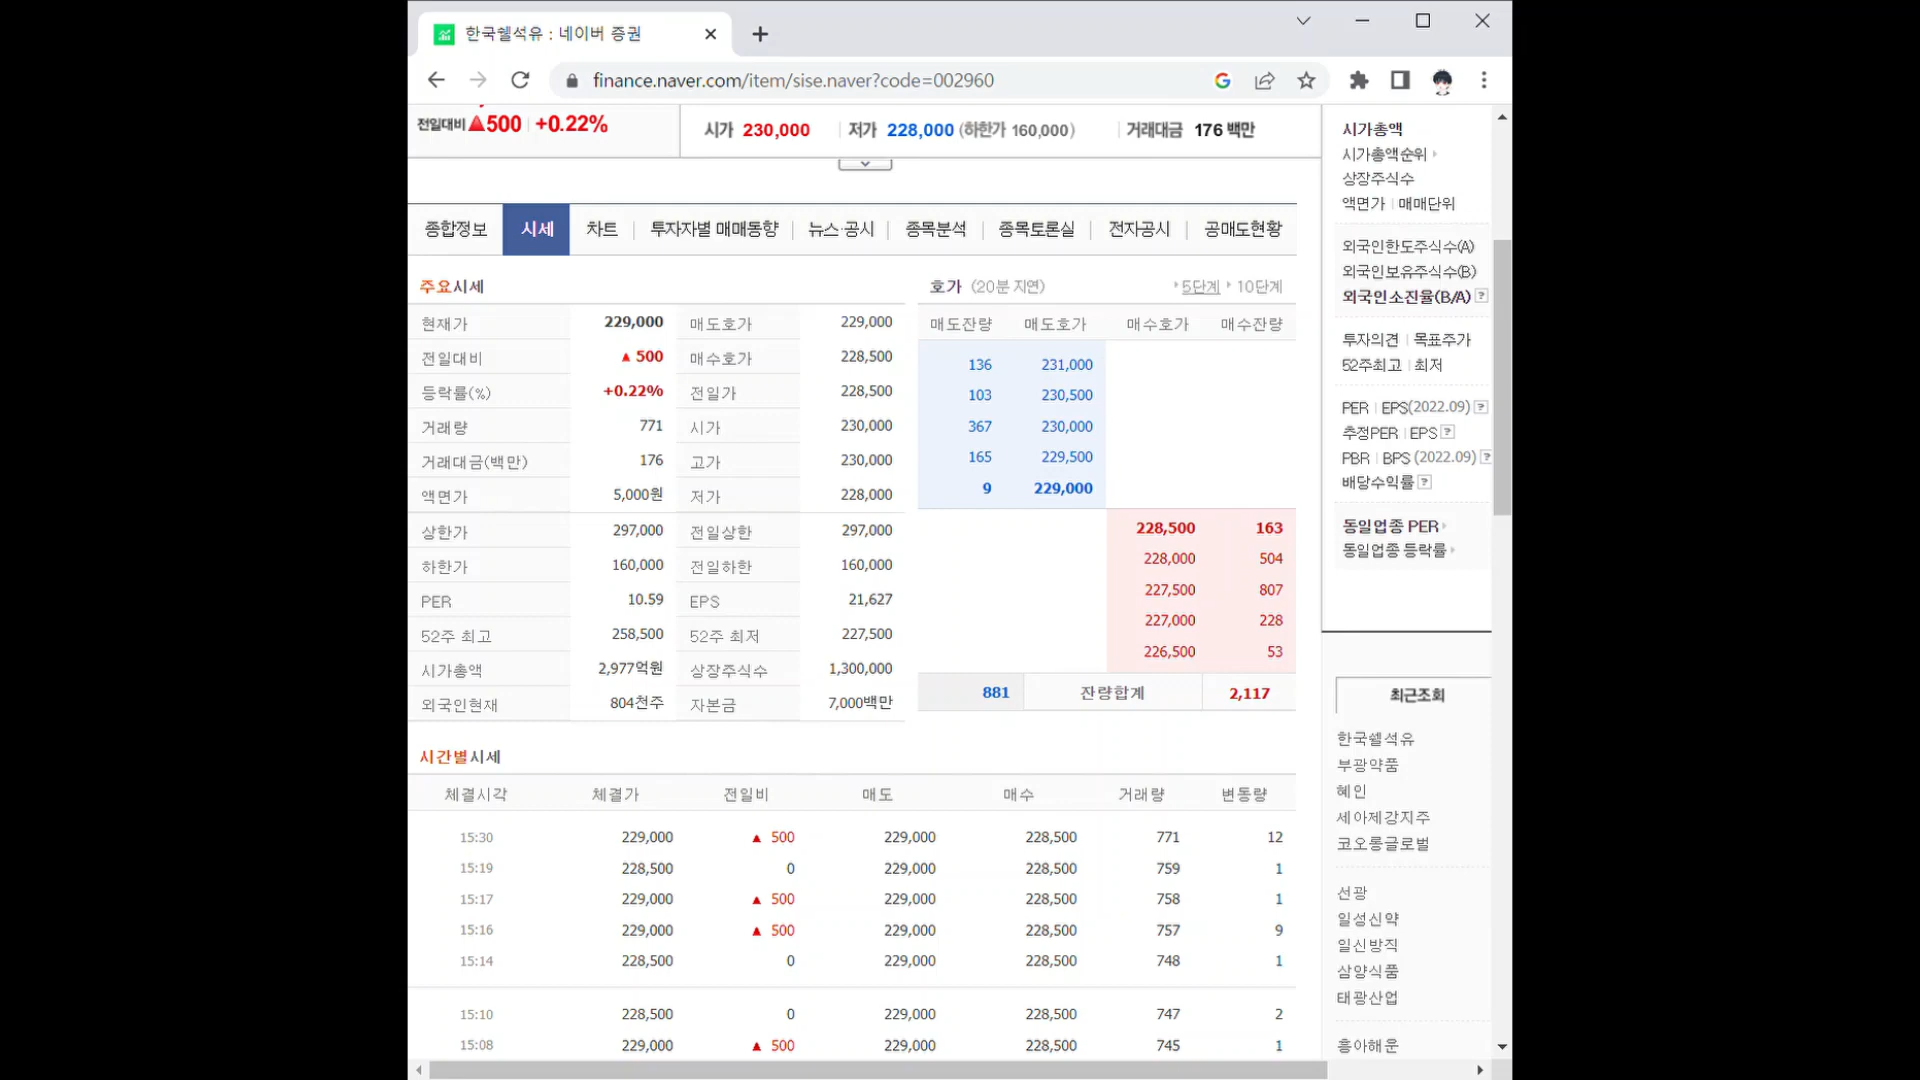 한국쉘석유 : 네이버 증권
finance.naver.com/item/sise.naver?code=002960
전일대비 ▲500 +0.22%
시가 230,000 저가 228,000 (하한가 160,000) 거래대금 176 백만
종합정보 시세 차트 투자자별 매매동향 뉴스·공시 종목분석 종목토론실 전자공시 공매도현황
주요시세
현재가 229,000 매도호가 229,000
전일대비 ▲ 500 매수호가 228,500
등락률(%) +0.22% 전일가 228,500
거래량 771 시가 230,000
거래대금(백만) 176 고가 230,000
액면가 5,000원 저가 228,000
상한가 297,000 전일상한 297,000
하한가 160,000 전일하한 160,000
PER 10.59 EPS 21,627
52주 최고 258,500 52주 최저 227,500
시가총액 2,977억원 상장주식수 1,300,000
외국인현재 804천주 자본금 7,000백만
호가 (20분 지연) 5단계 10단계
매도잔량 매도호가 매수호가 매수잔량
136 231,000
103 230,500
367 230,000
165 229,500
9 229,000
228,500 163
228,000 504
227,500 807
227,000 228
226,500 53
881 잔량합계 2,117
시간별시세
체결시각 체결가 전일비 매도 매수 거래량 변동량
15:30 229,000 ▲ 500 229,000 228,500 771 12
15:19 228,500 0 229,000 228,500 759 1
15:17 229,000 ▲ 500 229,000 228,500 758 1
15:16 229,000 ▲ 500 229,000 228,500 757 9
15:14 228,500 0 229,000 228,500 748 1
15:10 228,500 0 229,000 228,500 747 2
15:08 229,000 ▲ 500 229,000 228,500 745 1
시가총액
시가총액순위
상장주식수
액면가 매매단위
외국인한도주식수(A)
외국인보유주식수(B)
외국인소진율(B/A) ?
투자의견 목표주가
52주최고 최저
PER EPS(2022.09) ?
추정PER EPS ?
PBR BPS (2022.09) ?
배당수익률 ?
동일업종 PER
동일업종 등락률
최근조회
한국쉘석유
부광약품
혜인
세아제강지주
코오롱글로벌
선광
일성신약
일신방직
삼양식품
태광산업
흥아해운